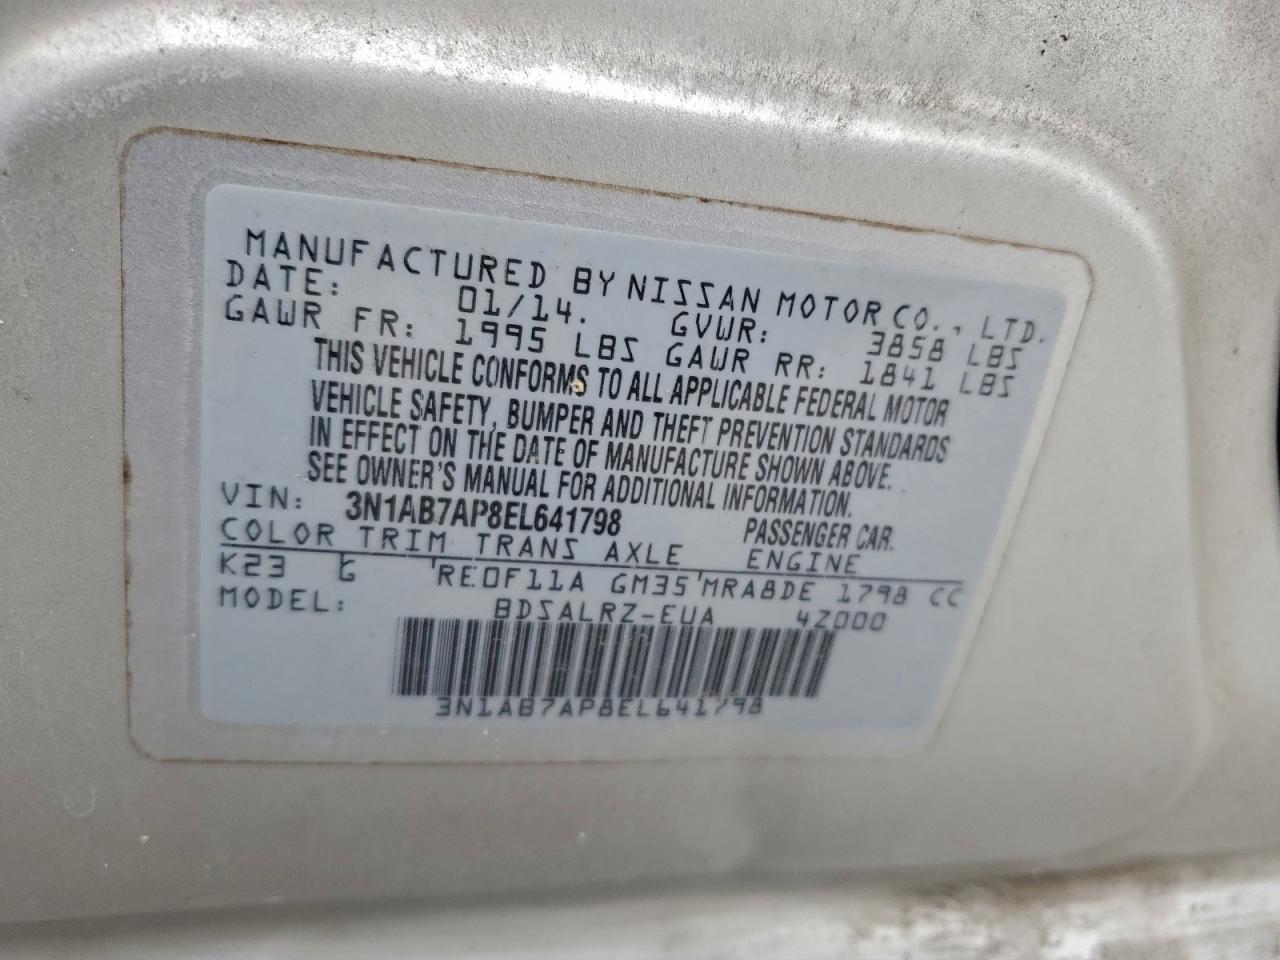 MANUFACTURED BY NISSAN MOTOR CO., LTD.
DATE: 01/14. GVWR: 3858 LBS
GAWR FR: 1995 LBS GAWR RR: 1841 LBS
THIS VEHICLE CONFORMS TO ALL APPLICABLE FEDERAL MOTOR
VEHICLE SAFETY, BUMPER AND THEFT PREVENTION STANDARDS
IN EFFECT ON THE DATE OF MANUFACTURE SHOWN ABOVE.
SEE OWNER'S MANUAL FOR ADDITIONAL INFORMATION.
VIN: 3N1AB7AP8EL641798 PASSENGER CAR.
COLOR TRIM TRANS AXLE ENGINE
K23 G RE0F11A GM35 MRA8DE 1798 CC
MODEL: BDSALRZ-EUA 4Z000
3N1AB7AP8EL641798